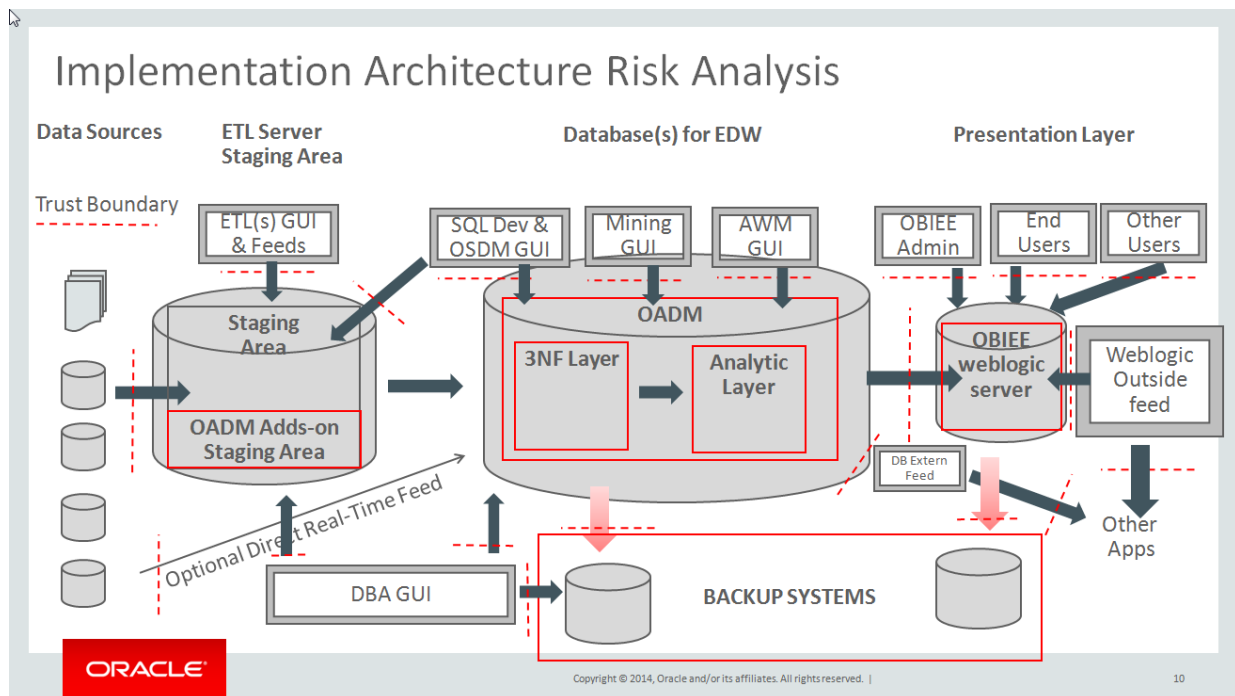 Implementation Architecture Risk Analysis
Data Sources
ETL Server
Staging Area
Database(s) for EDW
Presentation Layer
Trust Boundary
ETL(s) GUI
& Feeds
SQL Dev &
OSDM GUI
Mining
GUI
AWM
GUI
OBIEE
Admin
End
Users
Other
Users
Staging
Area
OADM
3NF Layer
Analytic
Layer
OBIEE
weblogic
server
Weblogic
Outside
feed
OADM Adds-on
Staging Area
DB Extern
Feed
Optional Direct Real-Time Feed
Other
Apps
DBA GUI
BACKUP SYSTEMS
ORACLE®
Copyright © 2014, Oracle and/or its affiliates. All rights reserved. |
10